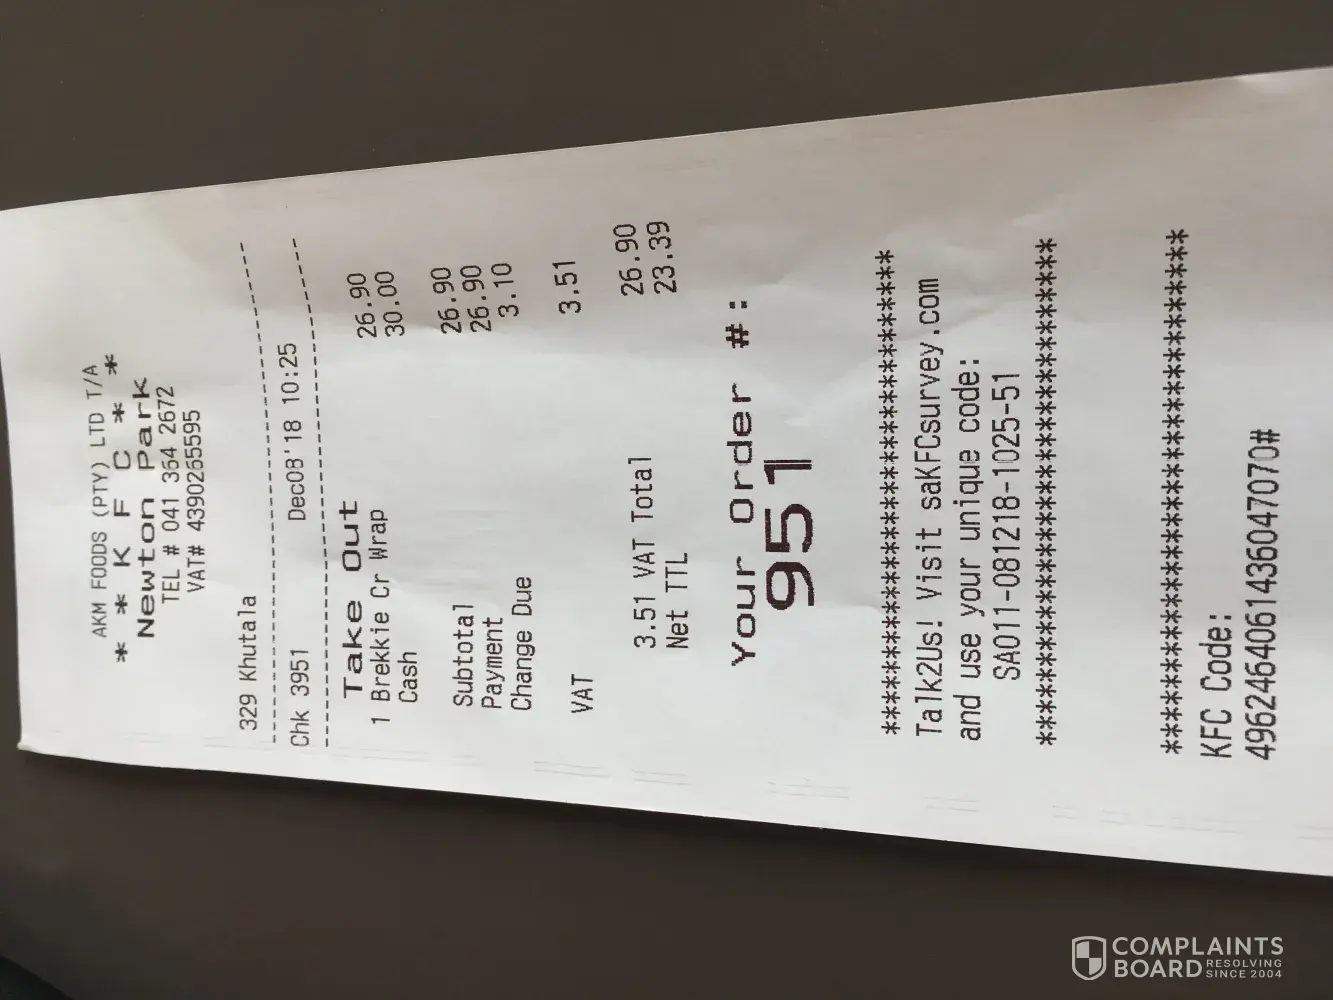 AKM FOODS (PTY) LTD T/A
* * K F C * *
Newton Park
TEL # 041 364 2672
VAT# 4390265595
329 Khutala
----------------------------------------
Chk 3951 Dec08'18 10:25
----------------------------------------
Take Out
1 Brekkie Cr Wrap 26.90
Cash 30.00
Subtotal 26.90
Payment 26.90
Change Due 3.10
VAT 3.51
3.51 VAT Total 26.90
Net TTL 23.39
Your Order #:
951
****************************************
Talk2Us! Visit saKFCsurvey.com
and use your unique code:
SA011-081218-1025-51
****************************************
****************************************
KFC Code:
49624640614360470 70#
COMPLAINTS
BOARD RESOLVING
SINCE 2004